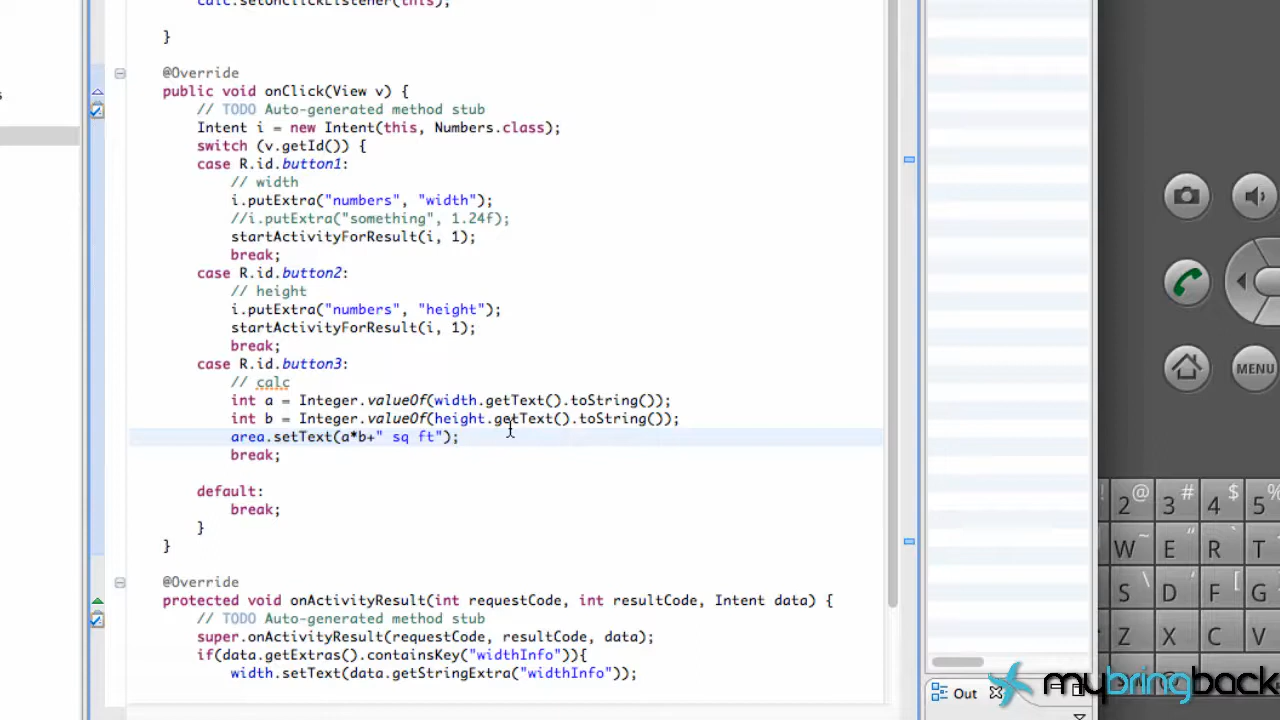 calc.setOnClickListener(this);
}
@Override
public void onClick(View v) {
// TODO Auto-generated method stub
Intent i = new Intent(this, Numbers.class);
switch (v.getId()) {
case R.id.button1:
// width
i.putExtra("numbers", "width");
//i.putExtra("something", 1.24f);
startActivityForResult(i, 1);
break;
case R.id.button2:
// height
i.putExtra("numbers", "height");
startActivityForResult(i, 1);
break;
case R.id.button3:
// calc
int a = Integer.valueOf(width.getText().toString());
int b = Integer.valueOf(height.getText().toString());
area.setText(a*b+" sq ft");
break;
default:
break;
}
}
@Override
protected void onActivityResult(int requestCode, int resultCode, Intent data) {
// TODO Auto-generated method stub
super.onActivityResult(requestCode, resultCode, data);
if(data.getExtras().containsKey("widthInfo")){
width.setText(data.getStringExtra("widthInfo"));
s
MENU
! 2 @ 3 # 4 $ 5 %
W ~ E " R ` T
S \ D ' F [ G
Z X C V
Out
mybringback